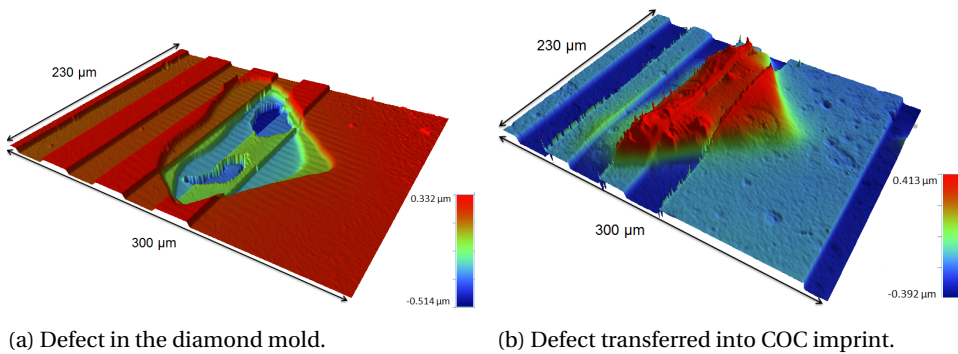 230 µm
300 µm
0.332 µm
-0.514 µm
(a) Defect in the diamond mold.
230 µm
300 µm
0.413 µm
-0.392 µm
(b) Defect transferred into COC imprint.